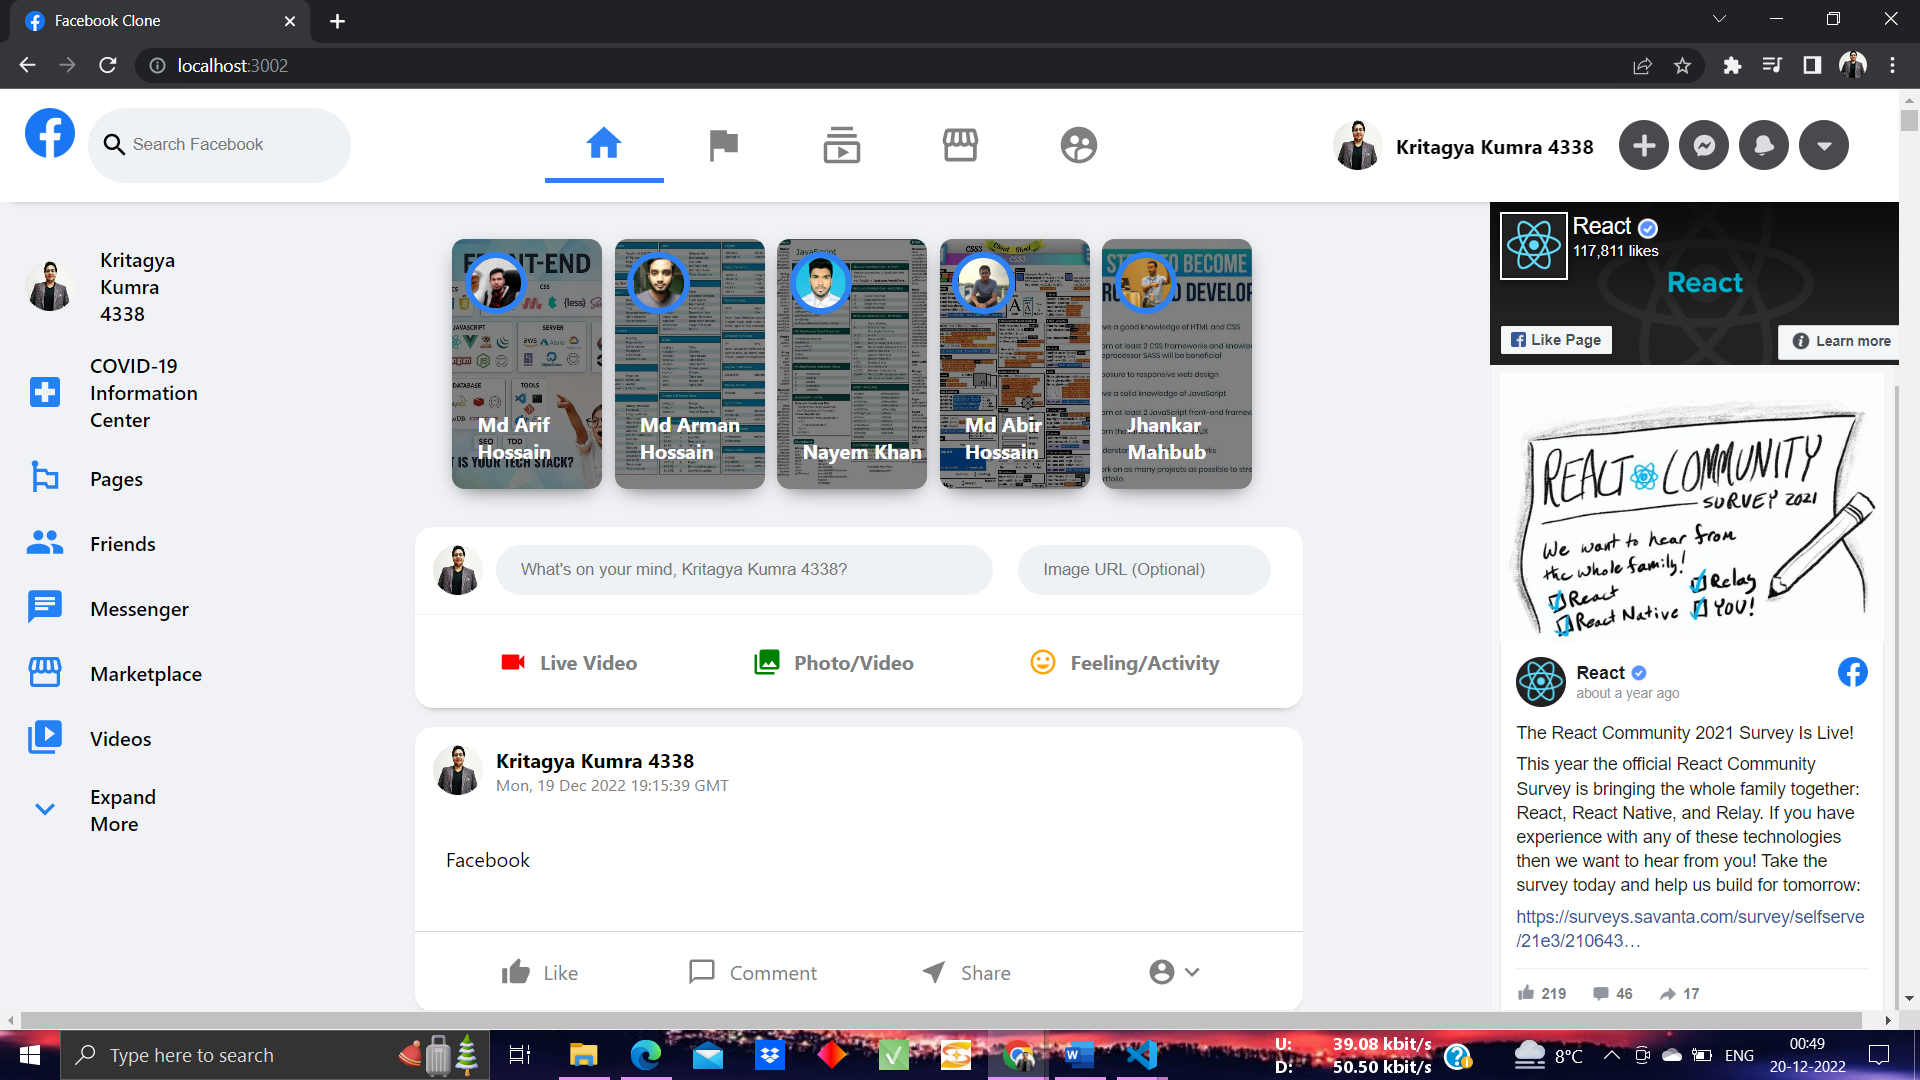 Facebook Clone
localhost:3002
Search Facebook
Kritagya Kumra 4338
Kritagya
Kumra
4338
COVID-19
Information
Center
Pages
Friends
Messenger
Marketplace
Videos
Expand
More
Md Arif
Hossain
Md Arman
Hossain
Nayem Khan
Md Abir
Hossain
Jhankar
Mahbub
What's on your mind, Kritagya Kumra 4338?
Image URL (Optional)
Live Video
Photo/Video
Feeling/Activity
Kritagya Kumra 4338
Mon, 19 Dec 2022 19:15:39 GMT
Facebook
Like
Comment
Share
React
117,811 likes
React
Like Page
Learn more
REACT COMMUNITY
SURVEY 2021
We want to hear from
the whole family!
React
Relay
React Native
YOU!
React
about a year ago
The React Community 2021 Survey Is Live!
This year the official React Community
Survey is bringing the whole family together:
React, React Native, and Relay. If you have
experience with any of these technologies
then we want to hear from you! Take the
survey today and help us build for tomorrow:
https://surveys.savanta.com/survey/selfserve
/21e3/210643…
219
46
17
Type here to search
U: 39.08 kbit/s
D: 50.50 kbit/s
8°C
ENG
00:49
20-12-2022